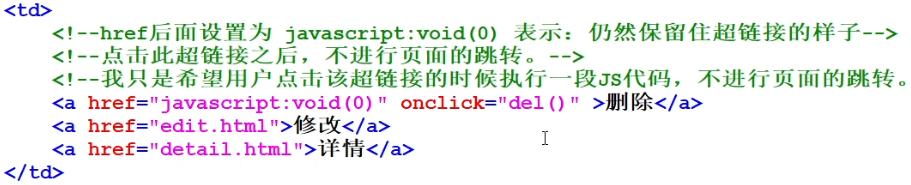 <td>
<!--href后面设置为 javascript:void(0) 表示：仍然保留住超链接的样子-->
<!--点击此超链接之后，不进行页面的跳转。-->
<!--我只是希望用户点击该超链接的时候执行一段JS代码，不进行页面的跳转。
<a href="javascript:void(0)" onclick="del()" >删除</a>
<a href="edit.html">修改</a>
<a href="detail.html">详情</a>
</td>